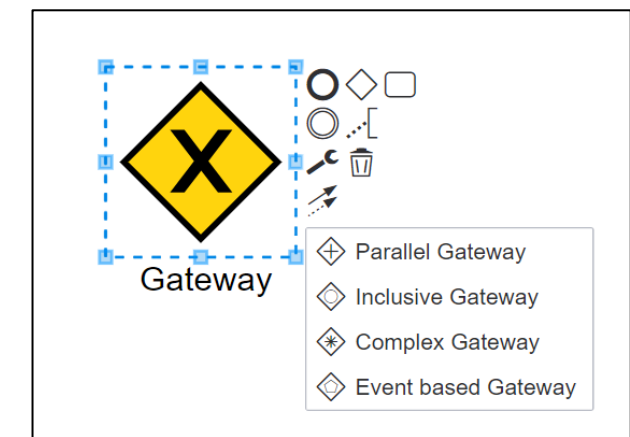 X
Gateway
Parallel Gateway
Inclusive Gateway
Complex Gateway
Event based Gateway